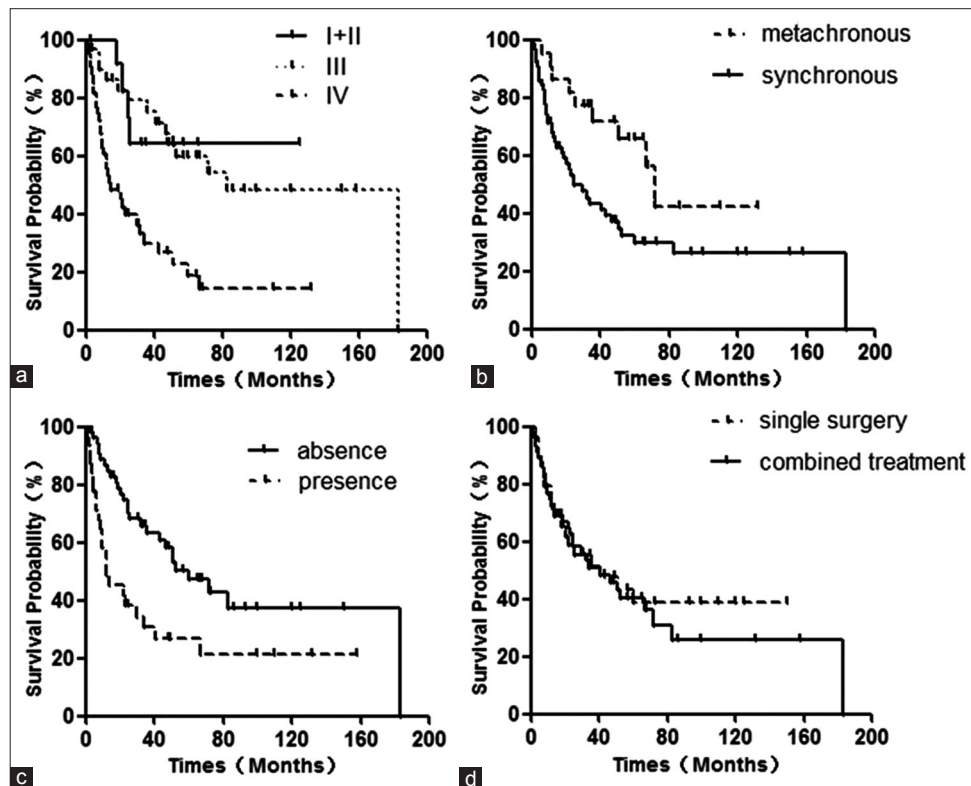 I+II
III
IV
100
80
60
40
20
0
Survival Probability (%)
0 40 80 120 160 200
Times (Months)
a
metachronous
synchronous
100
80
60
40
20
0
Survival Probability (%)
0 40 80 120 160 200
Times (Months)
b
absence
presence
100
80
60
40
20
0
Survival Probability (%)
0 40 80 120 160 200
Times (Months)
c
single surgery
combined treatment
100
80
60
40
20
0
Survival Probability (%)
0 40 80 120 160 200
Times (Months)
d